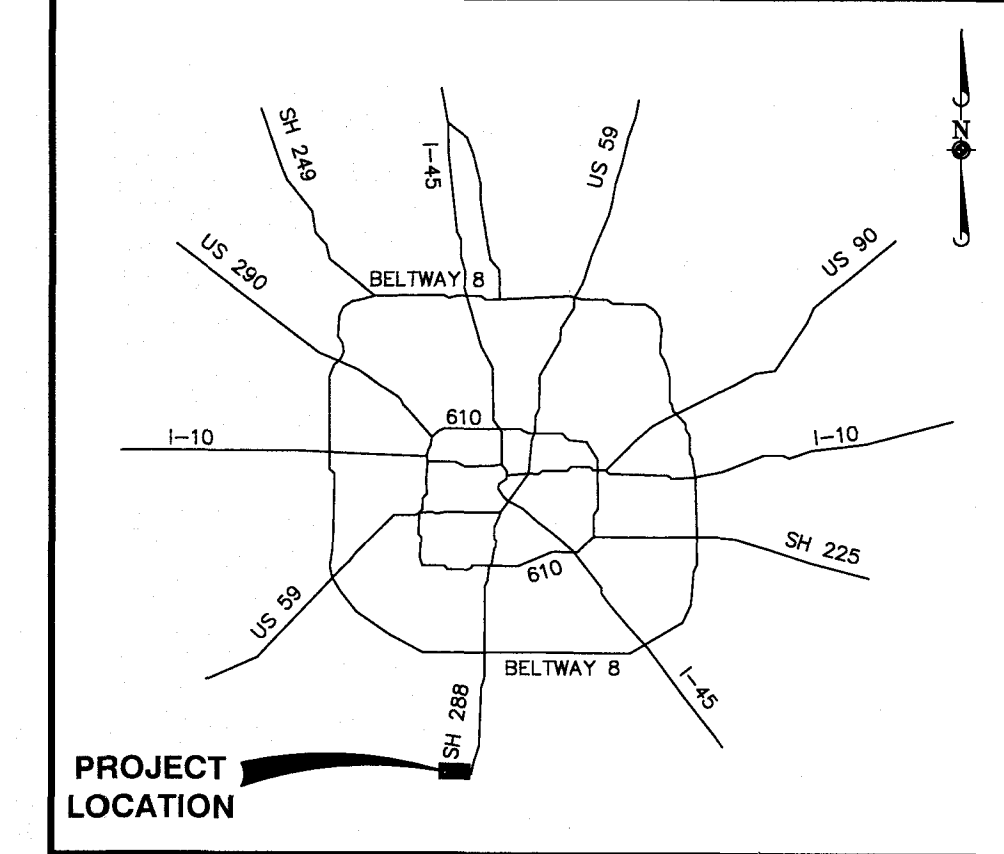 N
SH 249
I-45
US 59
US 290
US 90
BELTWAY 8
610
I-10
I-10
SH 225
610
US 59
BELTWAY 8
I-45
SH 288
PROJECT
LOCATION